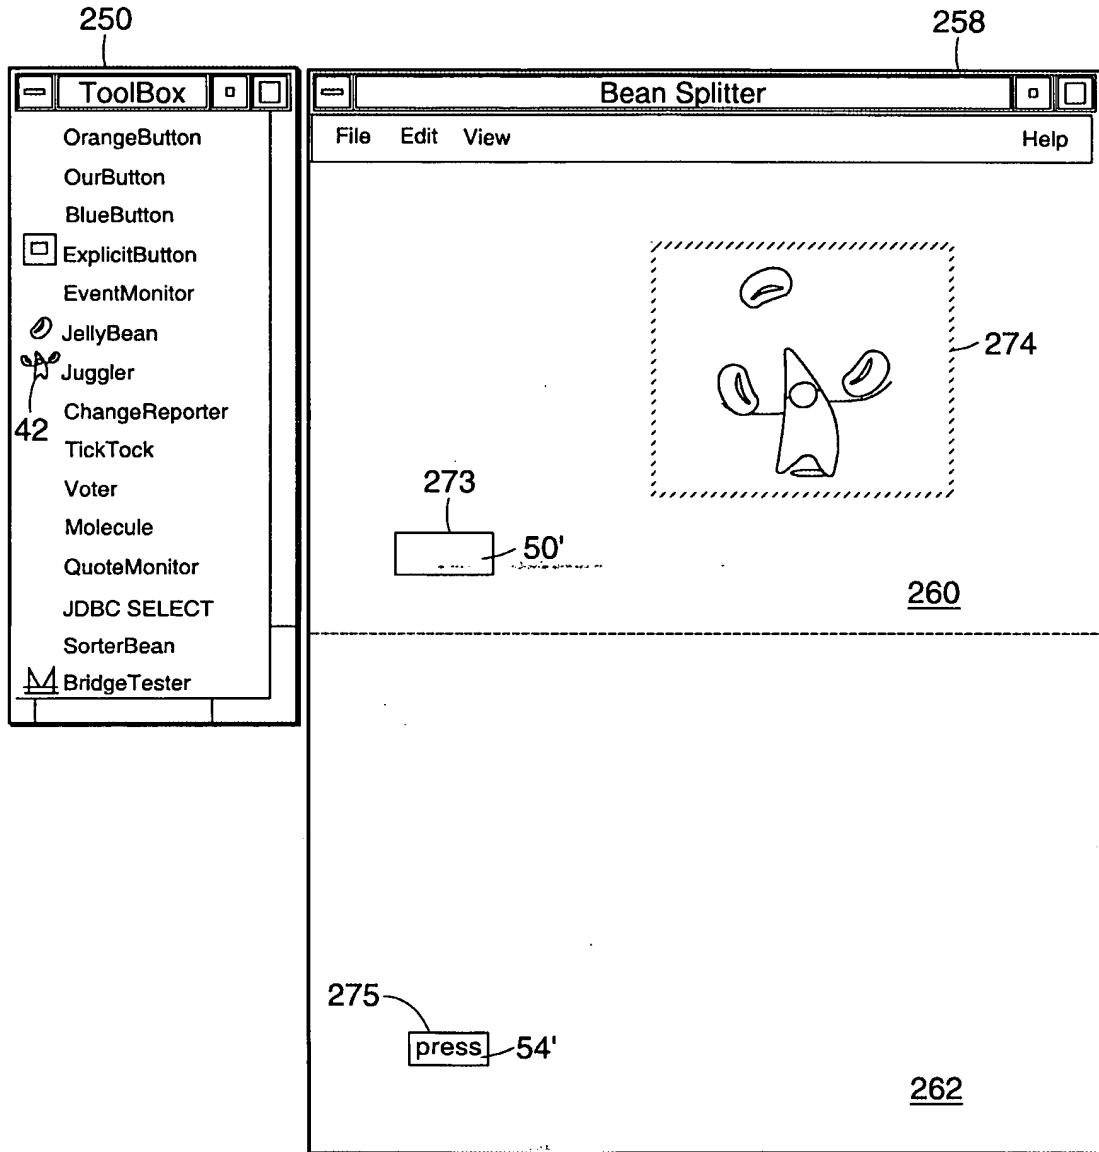 250
258
ToolBox
Bean Splitter
File Edit View Help
OrangeButton
OurButton
BlueButton
ExplicitButton
EventMonitor
JellyBean
Juggler
42
ChangeReporter
TickTock
Voter
Molecule
QuoteMonitor
JDBC SELECT
SorterBean
BridgeTester
274
273
50'
260
275
press
54'
262